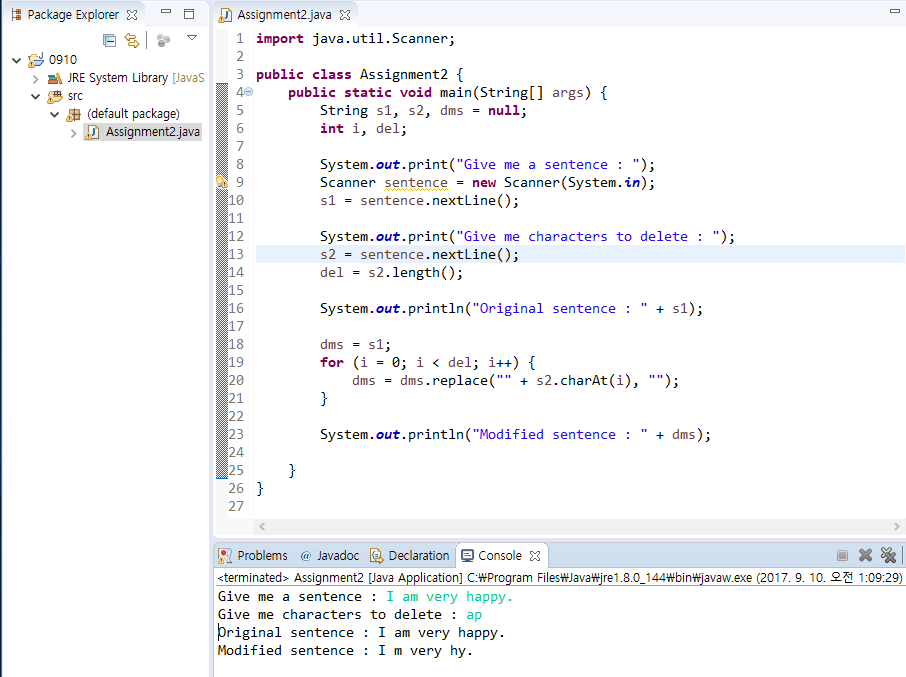 Package Explorer
0910
JRE System Library [JavaS
src
(default package)
Assignment2.java
Assignment2.java
1 import java.util.Scanner;
2
3 public class Assignment2 {
4     public static void main(String[] args) {
5         String s1, s2, dms = null;
6         int i, del;
7
8         System.out.print("Give me a sentence : ");
9         Scanner sentence = new Scanner(System.in);
10         s1 = sentence.nextLine();
11
12         System.out.print("Give me characters to delete : ");
13         s2 = sentence.nextLine();
14         del = s2.length();
15
16         System.out.println("Original sentence : " + s1);
17
18         dms = s1;
19         for (i = 0; i < del; i++) {
20             dms = dms.replace("" + s2.charAt(i), "");
21         }
22
23         System.out.println("Modified sentence : " + dms);
24
25     }
26 }
27
Problems @ Javadoc Declaration Console
<terminated> Assignment2 [Java Application] C:₩Program Files₩Java₩jre1.8.0_144₩bin₩javaw.exe (2017. 9. 10. 오전 1:09:29)
Give me a sentence : I am very happy.
Give me characters to delete : ap
Original sentence : I am very happy.
Modified sentence : I m very hy.